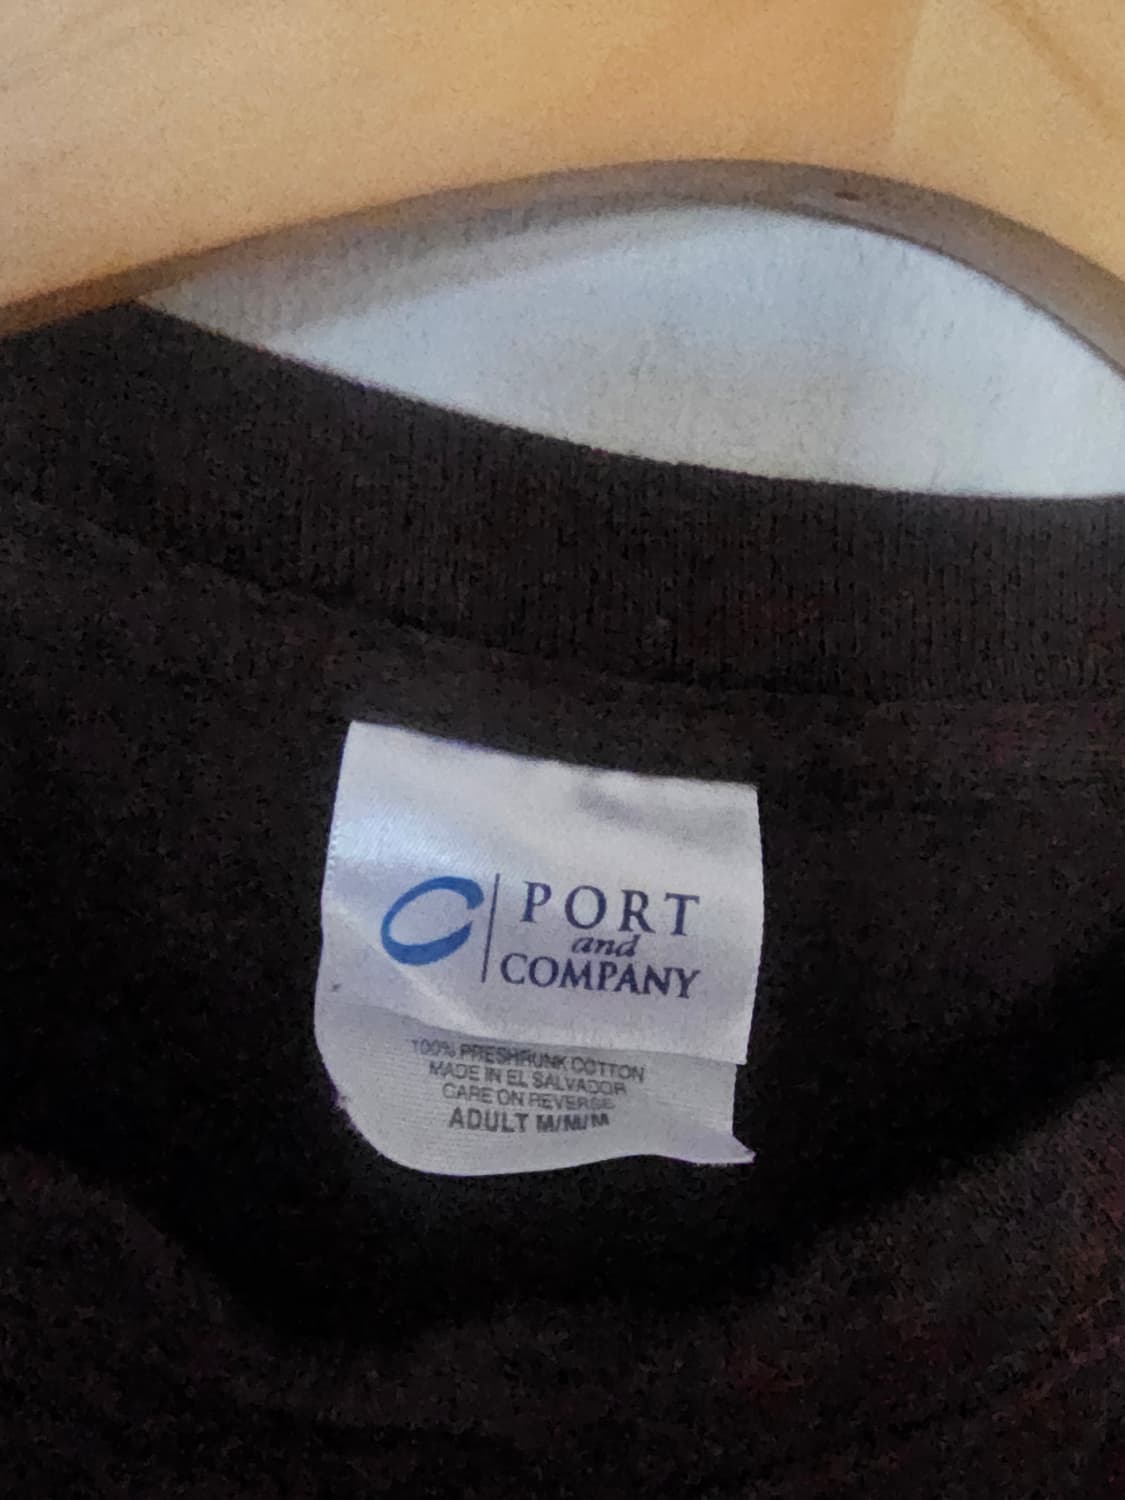 PORT
and
COMPANY
100% PRESHRUNK COTTON
MADE IN EL SALVADOR
CARE ON REVERSE
ADULT M/M/M